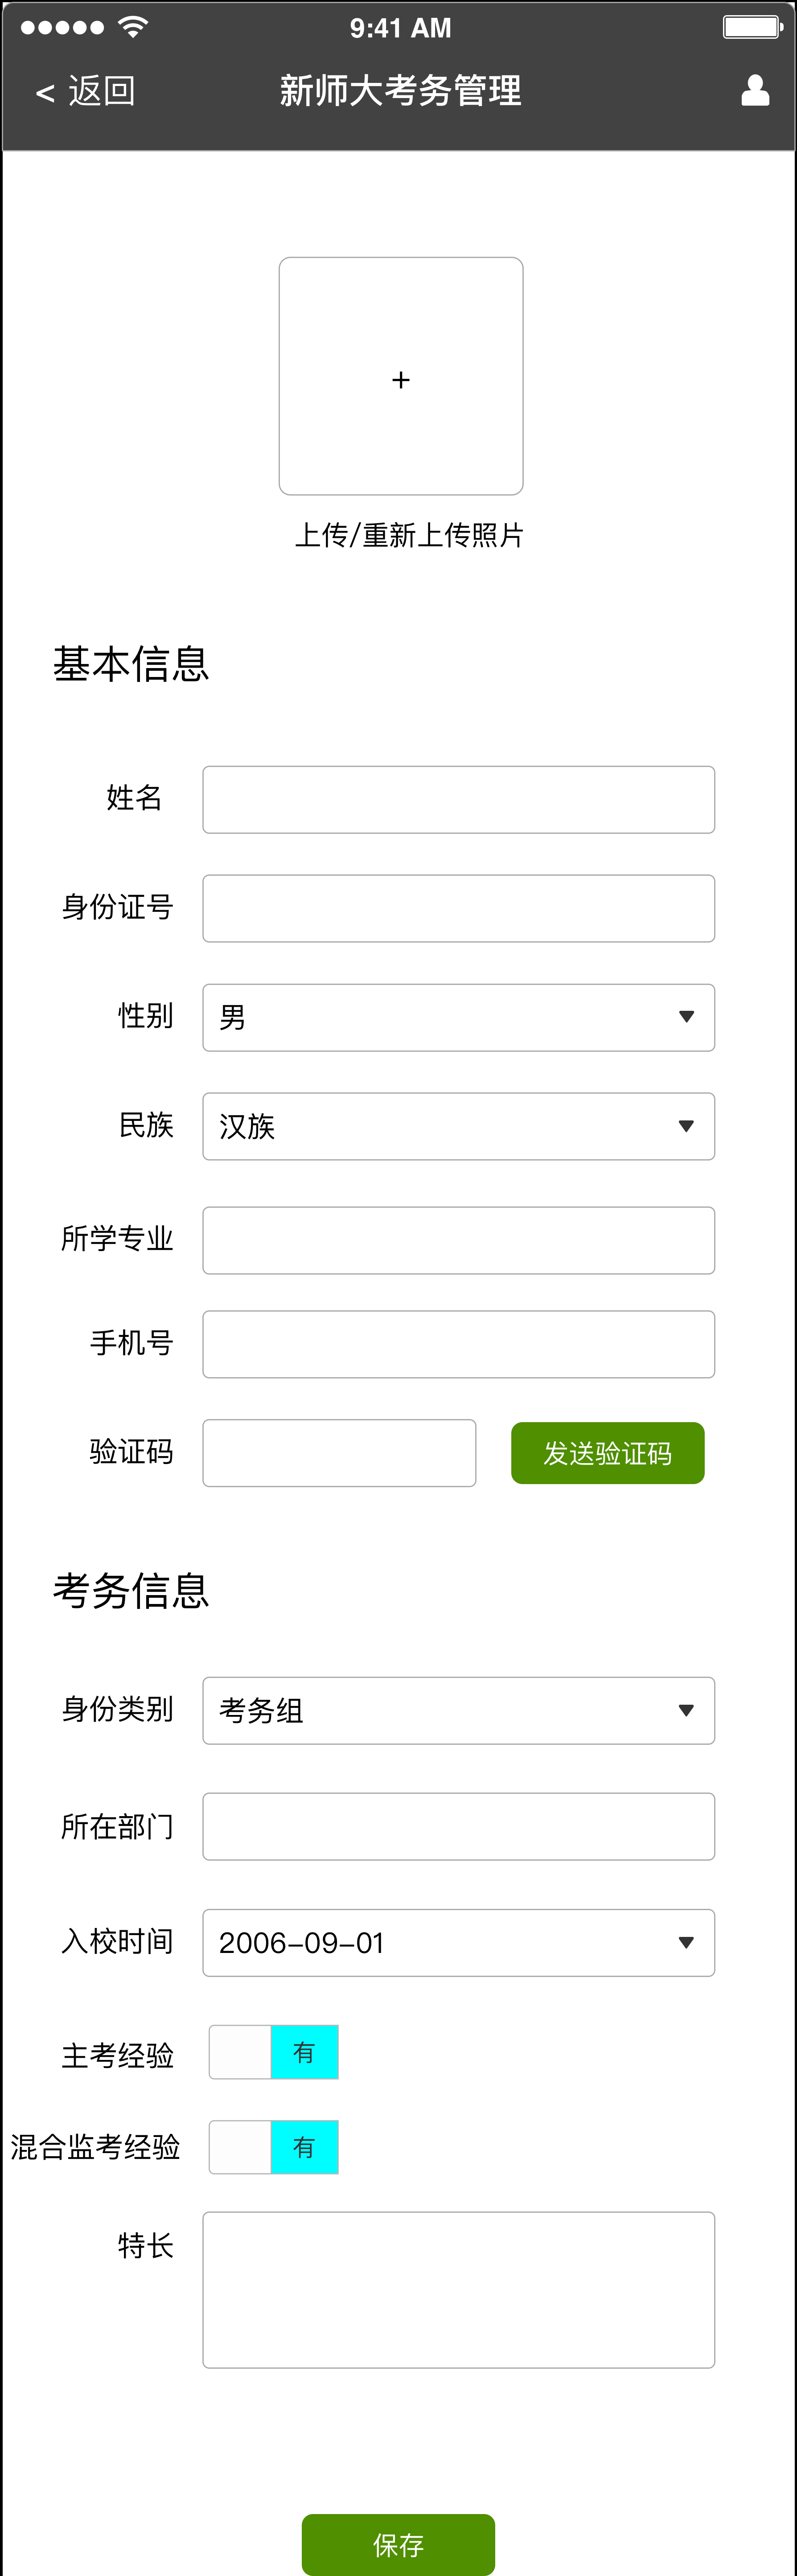 9:41 AM
< 返回 新师大考务管理
+
上传/重新上传照片
基本信息
姓名
身份证号
性别 男
民族 汉族
所学专业
手机号
验证码 发送验证码
考务信息
身份类别 考务组
所在部门
入校时间 2006-09-01
主考经验 有
混合监考经验 有
特长
保存